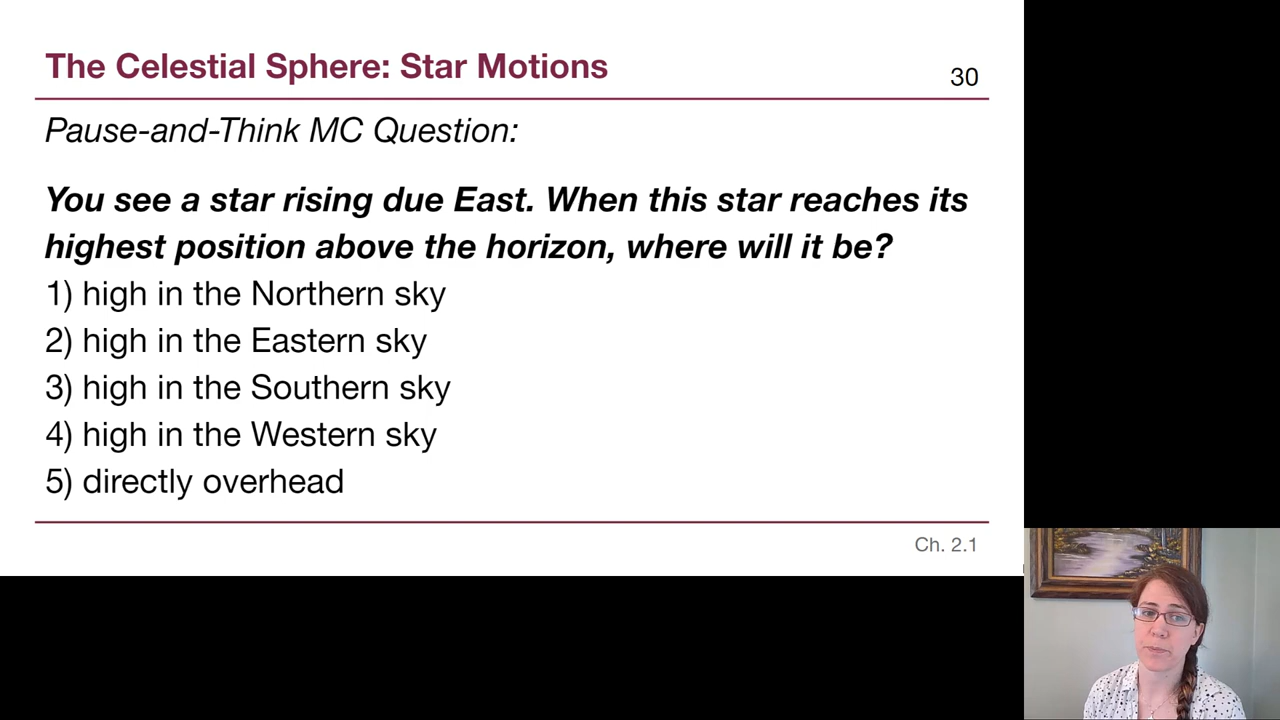 The Celestial Sphere: Star Motions
30
Pause-and-Think MC Question:
You see a star rising due East. When this star reaches its
highest position above the horizon, where will it be?
1) high in the Northern sky
2) high in the Eastern sky
3) high in the Southern sky
4) high in the Western sky
5) directly overhead
Ch. 2.1